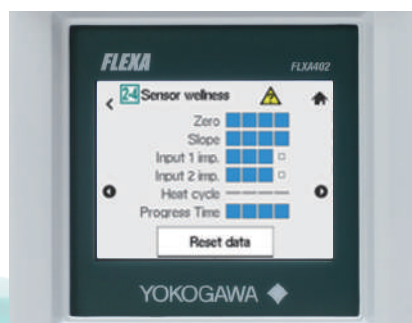 FLEXA
FLXA402
2-4 Sensor wellness
Zero
Slope
Input 1 imp.
Input 2 imp.
Heat cycle
Progress Time
Reset data
YOKOGAWA